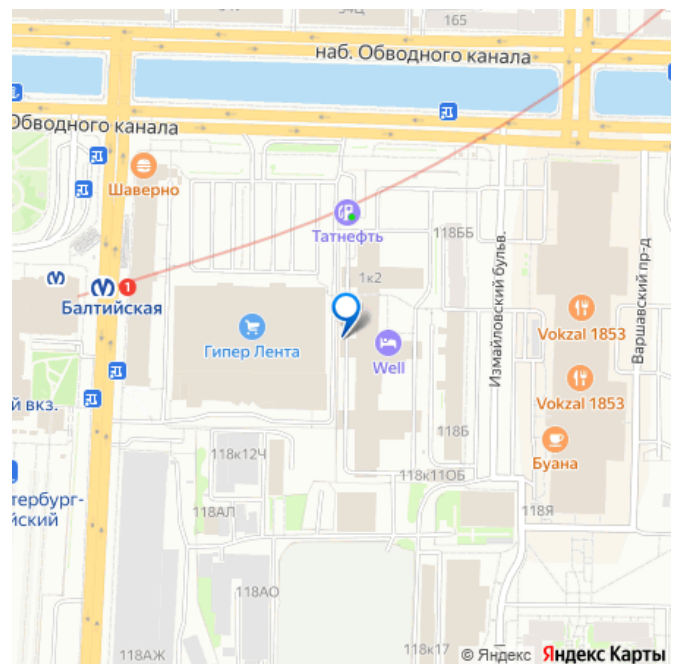 165
наб. Обводного канала
Обводного канала
Шаверно
Татнефть
118ББ
1к2
Балтийская
1
Гипер Лента
Well
Измайловский бульв.
Варшавский пр-д
Vokzal 1853
Vokzal 1853
й вкз.
118Б
Буана
118к12Ч
118к11ОБ
тербург-
йский
118АЛ
118Я
118АО
118АЖ
118к17
© Яндекс Яндекс Карты